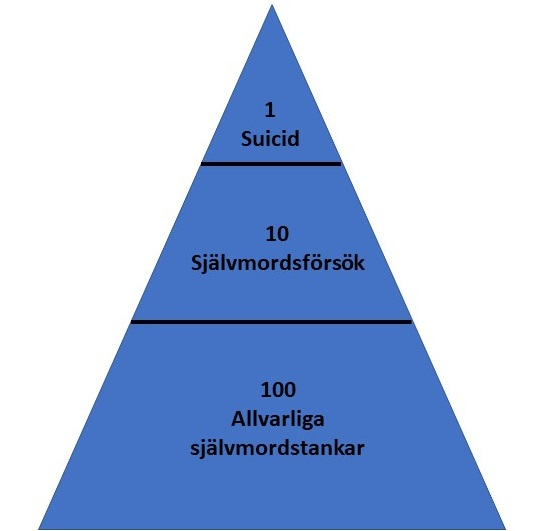 1
Suicid
10
Självmordsförsök
100
Allvarliga
självmordstankar